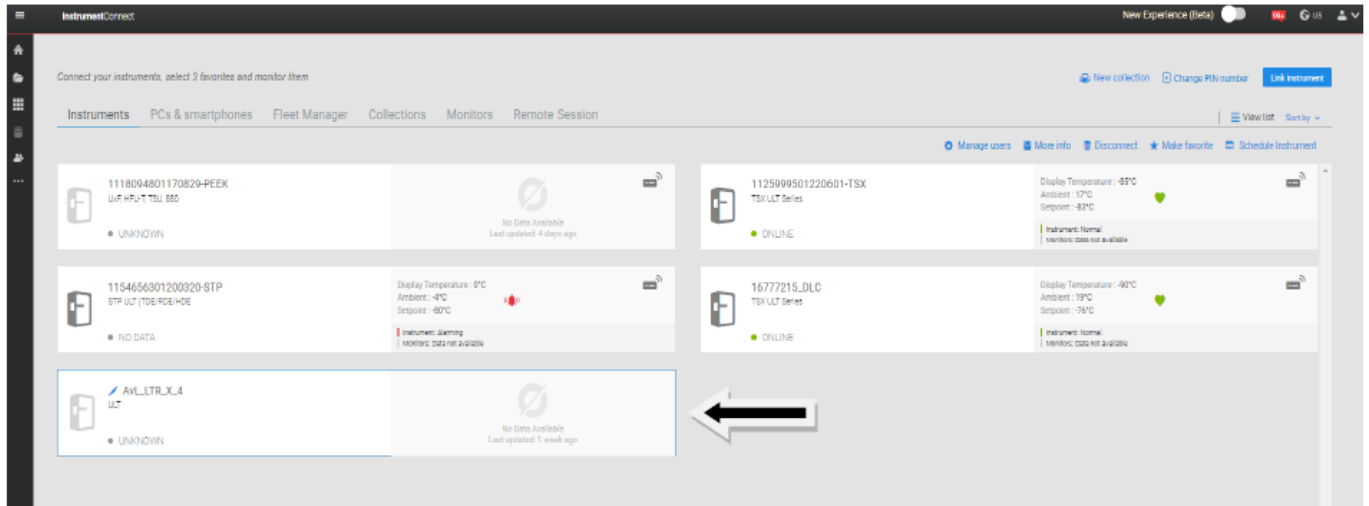 InstrumentConnect
New Experience (Beta)
99+
US
Connect your instruments, select 3 favorites and monitor them
New collection
Change PIN number
Link instrument
Instruments
PCs & smartphones
Fleet Manager
Collections
Monitors
Remote Session
View list
Sort by
Manage users
More info
Disconnect
Make favorite
Schedule Instrument
1118094801170829-PEEK
UxF, HFU-T, TSU, 880
UNKNOWN
No Data Available
Last updated: 4 days ago
1125999501220601-TSX
TSX ULT Series
ONLINE
Display Temperature : -85°C
Ambient : 17°C
Setpoint : -83°C
Instrument: Normal
Monitors: Data not available
1154656301200320-STP
STP ULT (TDE/RDE/HDE
NO DATA
Display Temperature : 0°C
Ambient : -4°C
Setpoint : -80°C
Instrument: Alarming
Monitors: Data not available
16777215_DLC
TSX ULT Series
ONLINE
Display Temperature : -90°C
Ambient : 19°C
Setpoint : -76°C
Instrument: Normal
Monitors: Data not available
AvL_LTR_X_4
ULT
UNKNOWN
No Data Available
Last updated: 1 week ago